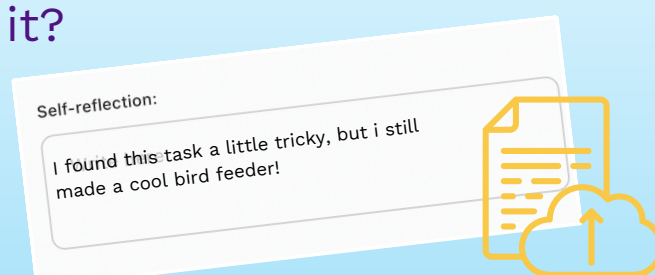 it?
Self-reflection:
I found this task a little tricky, but i still
made a cool bird feeder!